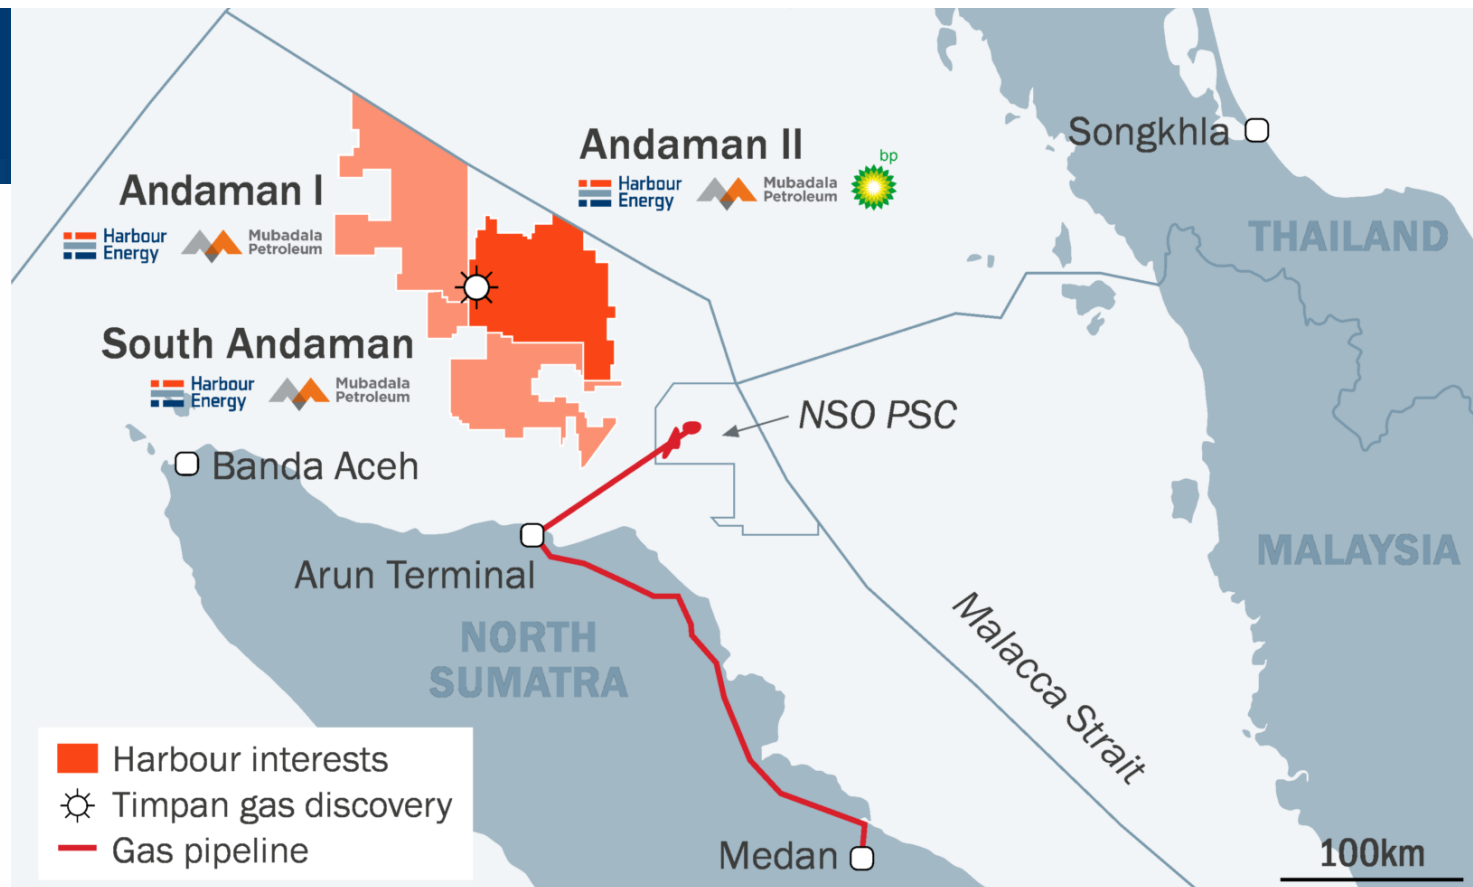 Songkhla
Andaman II
bp
Harbour
Energy
Mubadala
Petroleum
Andaman I
Harbour
Energy
Mubadala
Petroleum
THAILAND
South Andaman
Harbour
Energy
Mubadala
Petroleum
NSO PSC
Banda Aceh
Arun Terminal
MALAYSIA
NORTH
SUMATRA
Malacca Strait
Harbour interests
Timpan gas discovery
Gas pipeline
Medan
100km